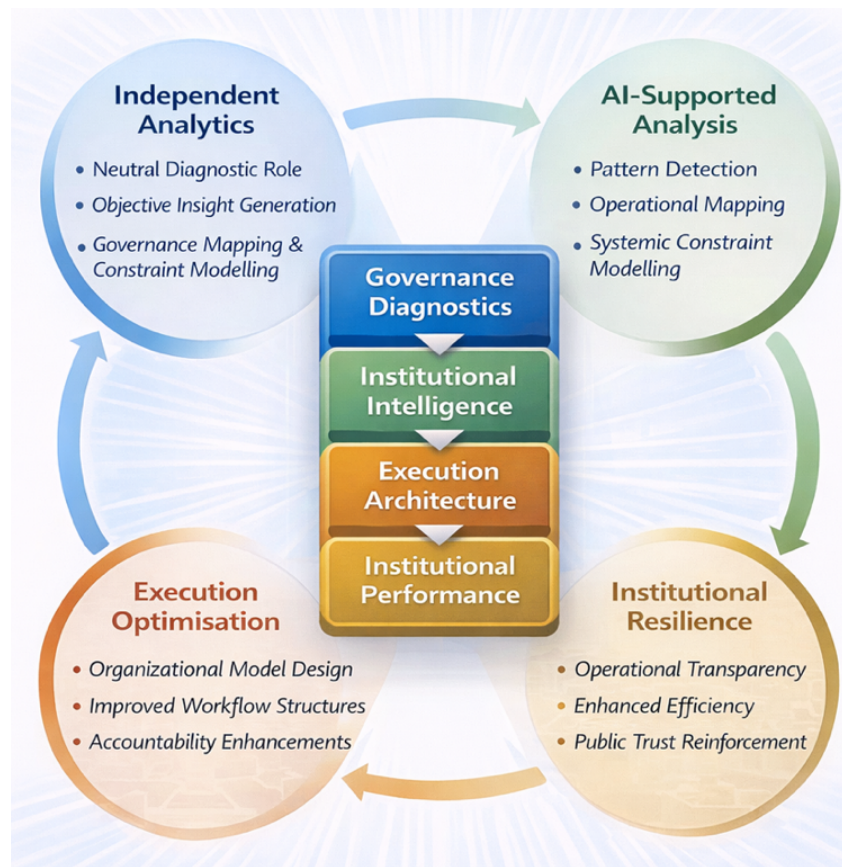 Independent
Analytics
• Neutral Diagnostic Role
• Objective Insight Generation
• Governance Mapping &
Constraint Modelling
AI-Supported
Analysis
• Pattern Detection
• Operational Mapping
• Systemic Constraint
Modelling
Governance
Diagnostics
Institutional
Intelligence
Execution
Architecture
Institutional
Performance
Execution
Optimisation
• Organizational Model Design
• Improved Workflow Structures
• Accountability Enhancements
Institutional
Resilience
• Operational Transparency
• Enhanced Efficiency
• Public Trust Reinforcement